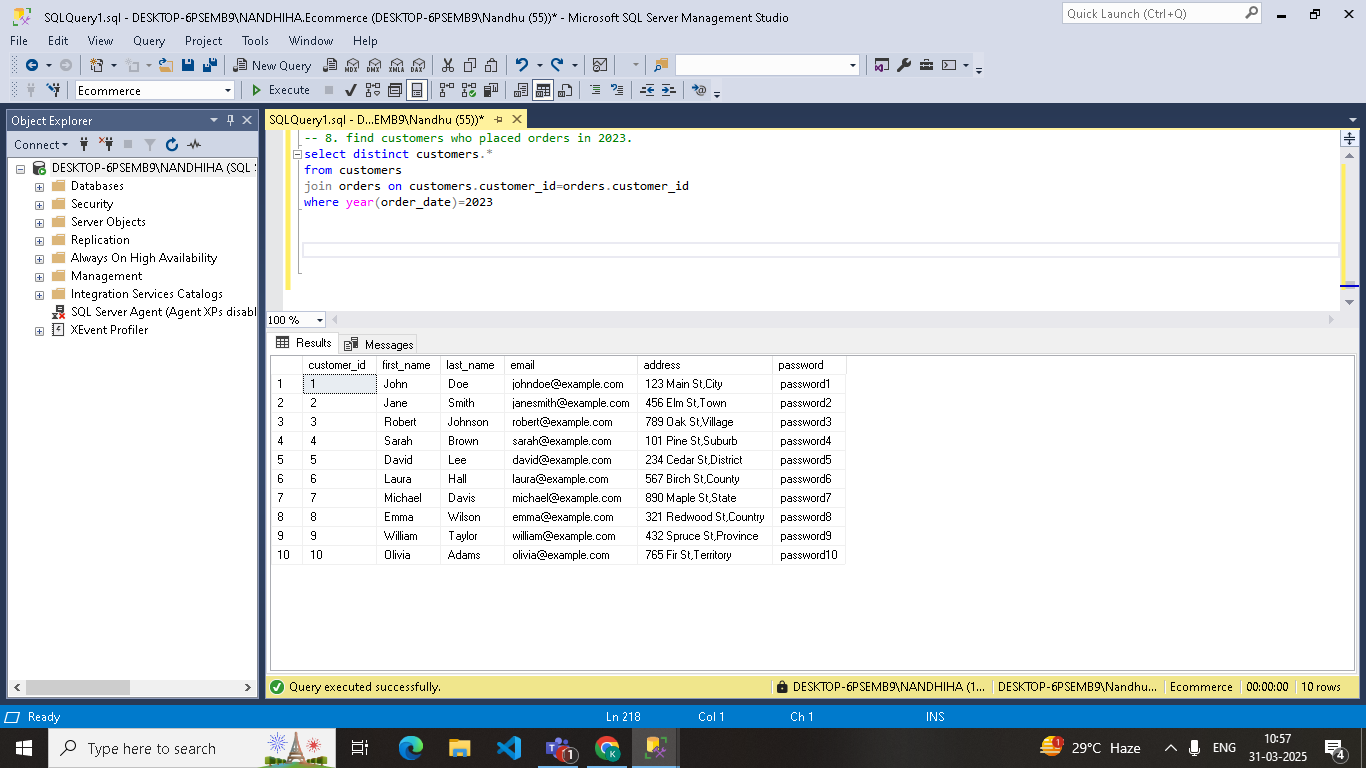 SQLQuery1.sql - DESKTOP-6PSEMB9\NANDHIHA.Ecommerce (DESKTOP-6PSEMB9\Nandhu (55))* - Microsoft SQL Server Management Studio
Quick Launch (Ctrl+Q)
File Edit View Query Project Tools Window Help
New Query MDX DMX XMLA DAX
Ecommerce Execute
Object Explorer
SQLQuery1.sql - D...EMB9\Nandhu (55))*
Connect
DESKTOP-6PSEMB9\NANDHIHA (SQL
Databases
Security
Server Objects
Replication
Always On High Availability
Management
Integration Services Catalogs
SQL Server Agent (Agent XPs disabl
XEvent Profiler
-- 8. find customers who placed orders in 2023.
select distinct customers.*
from customers
join orders on customers.customer_id=orders.customer_id
where year(order_date)=2023
100 %
Results Messages
customer_id first_name last_name email address password
1 1 John Doe johndoe@example.com 123 Main St,City password1
2 2 Jane Smith janesmith@example.com 456 Elm St,Town password2
3 3 Robert Johnson robert@example.com 789 Oak St,Village password3
4 4 Sarah Brown sarah@example.com 101 Pine St,Suburb password4
5 5 David Lee david@example.com 234 Cedar St,District password5
6 6 Laura Hall laura@example.com 567 Birch St,County password6
7 7 Michael Davis michael@example.com 890 Maple St,State password7
8 8 Emma Wilson emma@example.com 321 Redwood St,Country password8
9 9 William Taylor william@example.com 432 Spruce St,Province password9
10 10 Olivia Adams olivia@example.com 765 Fir St,Territory password10
Query executed successfully. DESKTOP-6PSEMB9\NANDHIHA (1... DESKTOP-6PSEMB9\Nandhu... Ecommerce 00:00:00 10 rows
Ready Ln 218 Col 1 Ch 1 INS
Type here to search
1
K
1
29°C Haze
ENG
10:57
31-03-2025
4